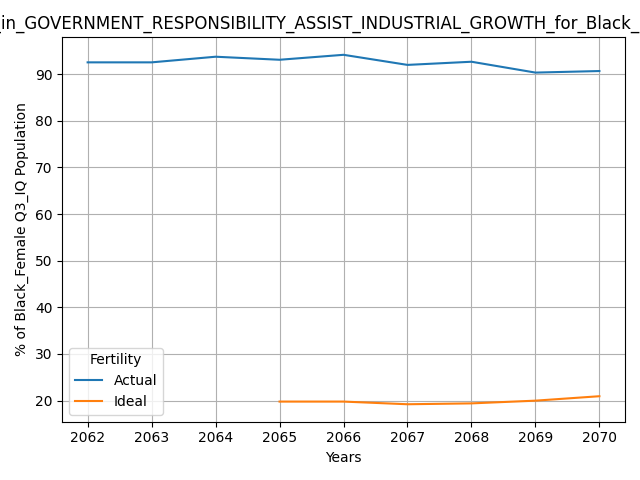 _in_GOVERNMENT_RESPONSIBILITY_ASSIST_INDUSTRIAL_GROWTH_for_Black_
% of Black_Female Q3_IQ Population
90
80
70
60
50
40
30
20
Fertility
Actual
Ideal
2062 2063 2064 2065 2066 2067 2068 2069 2070
Years